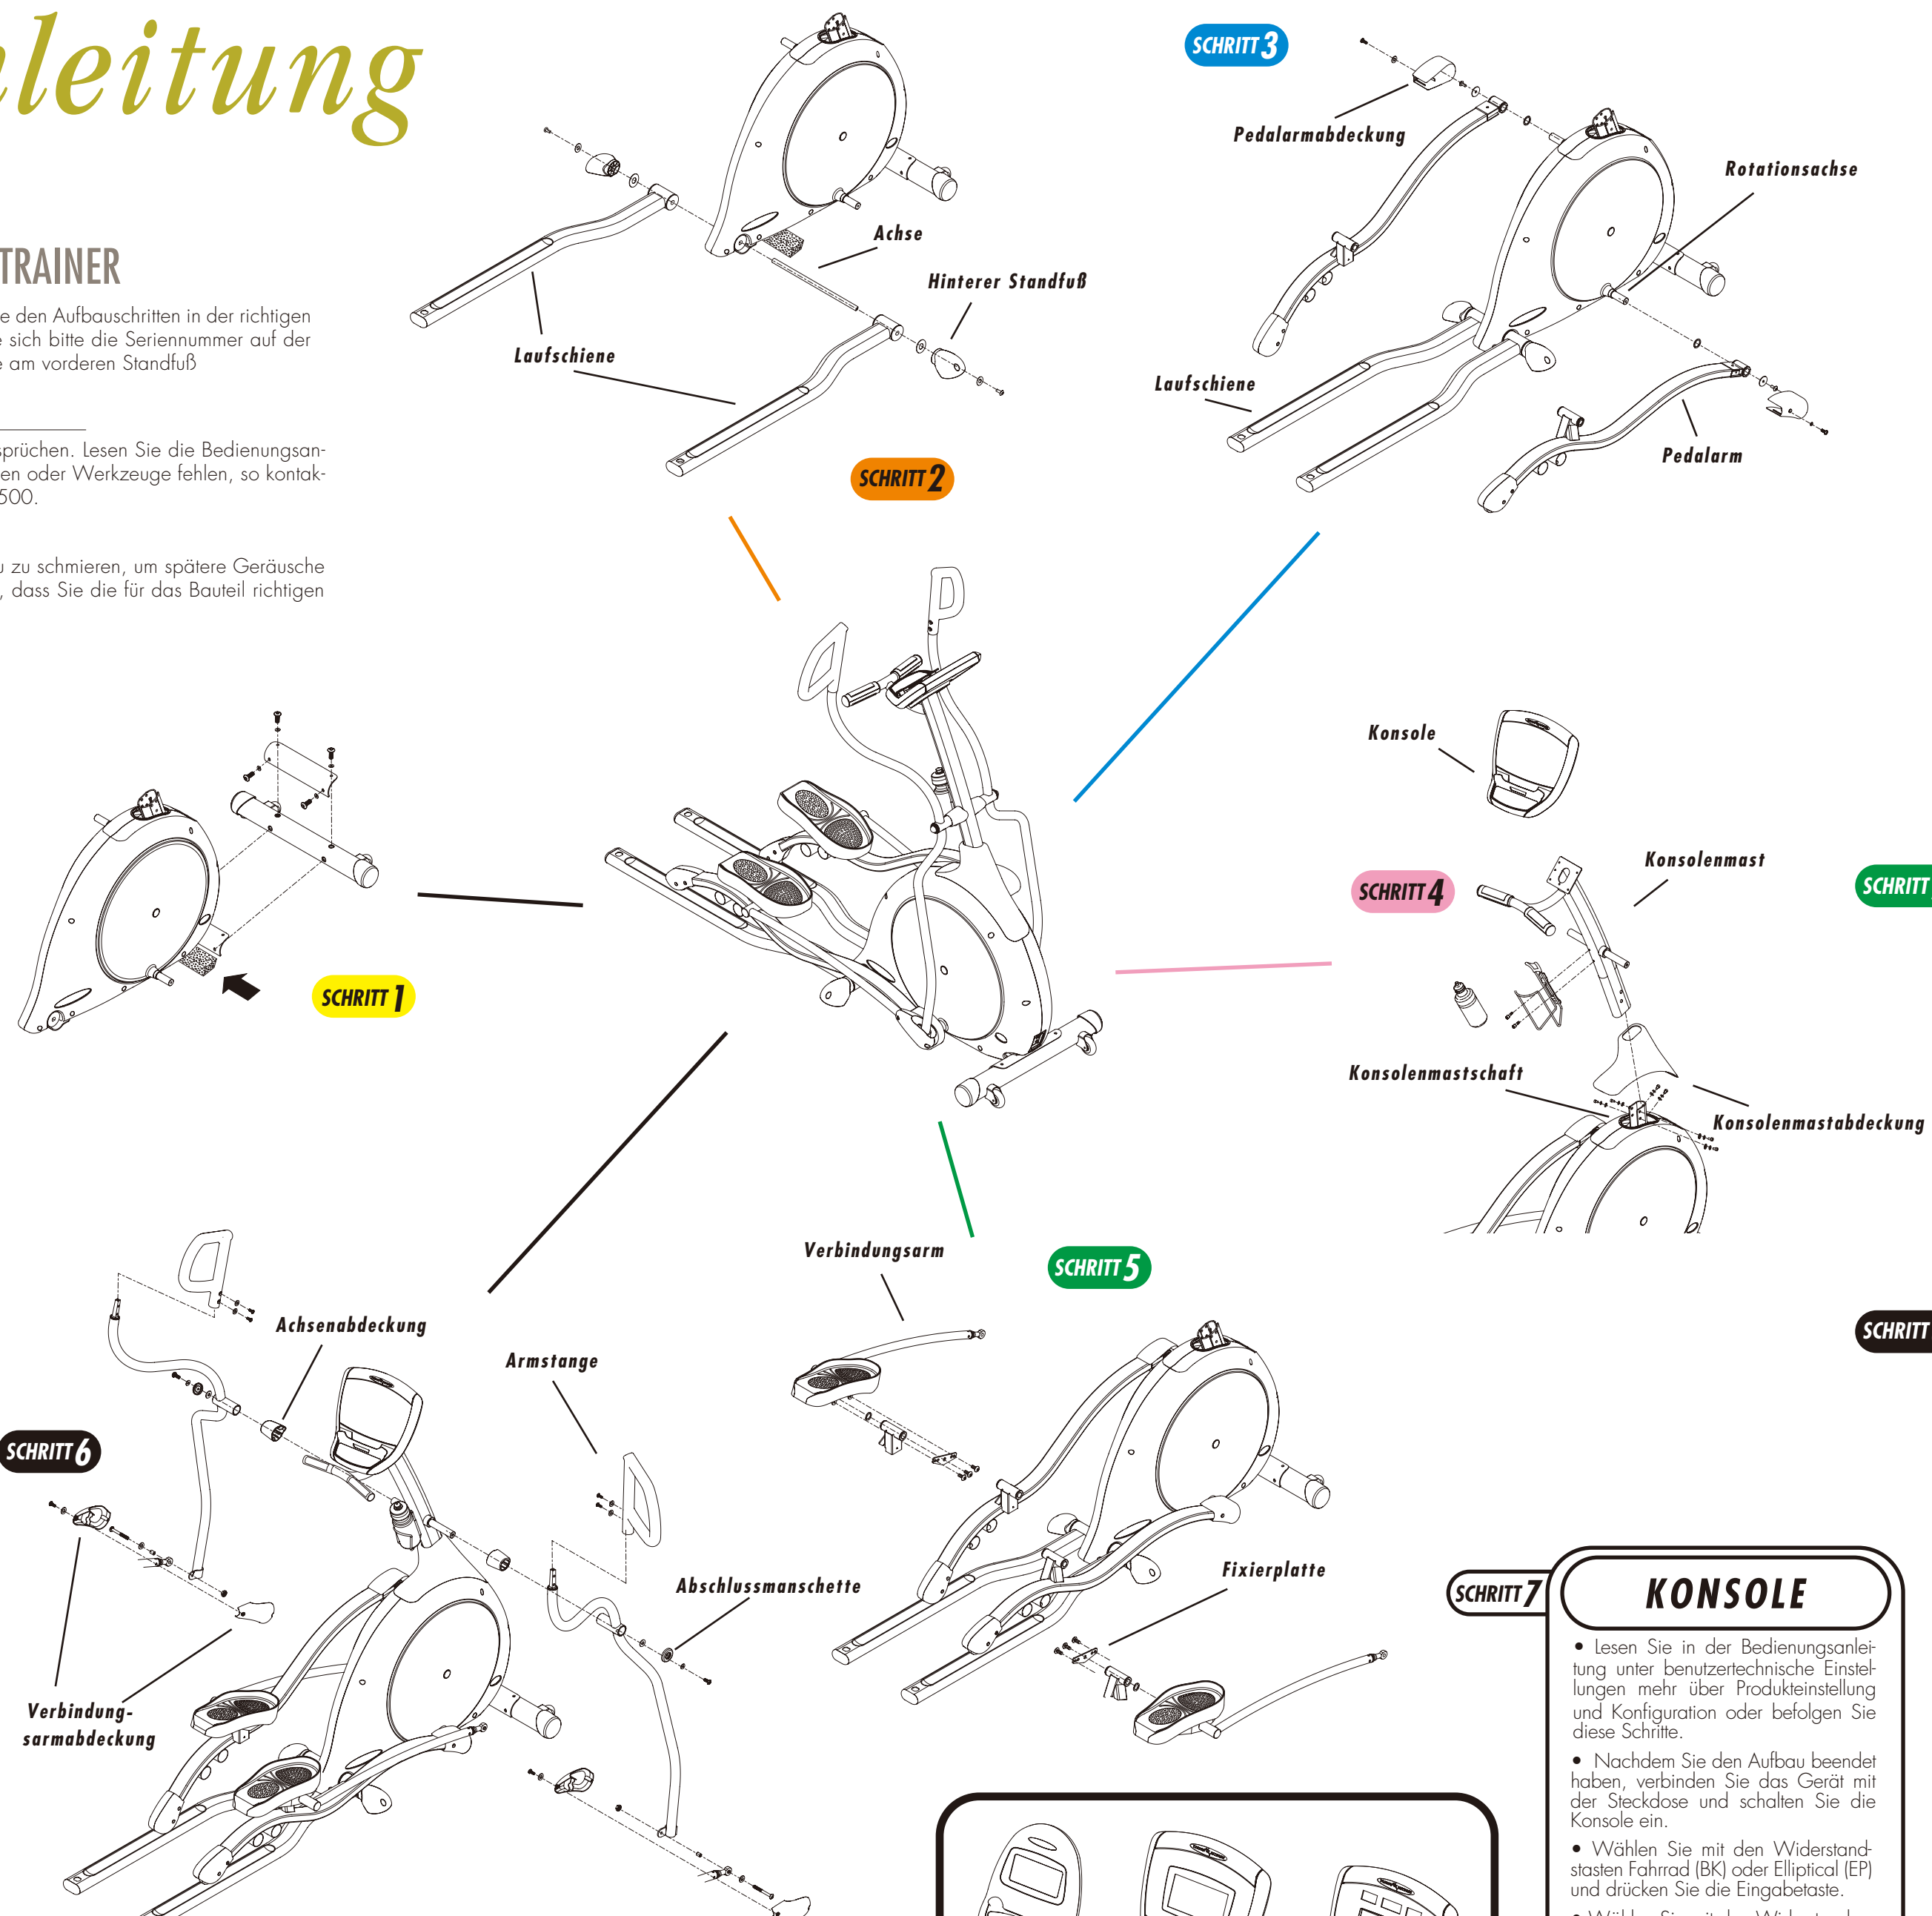 nleitung
TRAINER
e den Aufbauschritten in der richtigen
e sich bitte die Seriennummer auf der
e am vorderen Standfuß
sprüchen. Lesen Sie die Bedienungsan-
en oder Werkzeuge fehlen, so kontak-
500.
u zu schmieren, um spätere Geräusche
, dass Sie die für das Bauteil richtigen
SCHRITT 1
Achse
Hinterer Standfuß
Laufschiene
SCHRITT 2
SCHRITT 3
Pedalarmabdeckung
Rotationsachse
Laufschiene
Pedalarm
Konsole
Konsolenmast
SCHRITT 4
Konsolenmastschaft
Konsolenmastabdeckung
SCHRITT
Verbindungsarm
SCHRITT 5
Fixierplatte
SCHRITT
Achsenabdeckung
Armstange
SCHRITT 6
Abschlussmanschette
Verbindung-
sarmabdeckung
SCHRITT 7
KONSOLE
• Lesen Sie in der Bedienungsanlei-
tung unter benutzertechnische Einstel-
lungen mehr über Produkteinstellung
und Konfiguration oder befolgen Sie
diese Schritte.
• Nachdem Sie den Aufbau beendet
haben, verbinden Sie das Gerät mit
der Steckdose und schalten Sie die
Konsole ein.
• Wählen Sie mit den Widerstand-
stasten Fahrrad (BK) oder Elliptical (EP)
und drücken Sie die Eingabetaste.